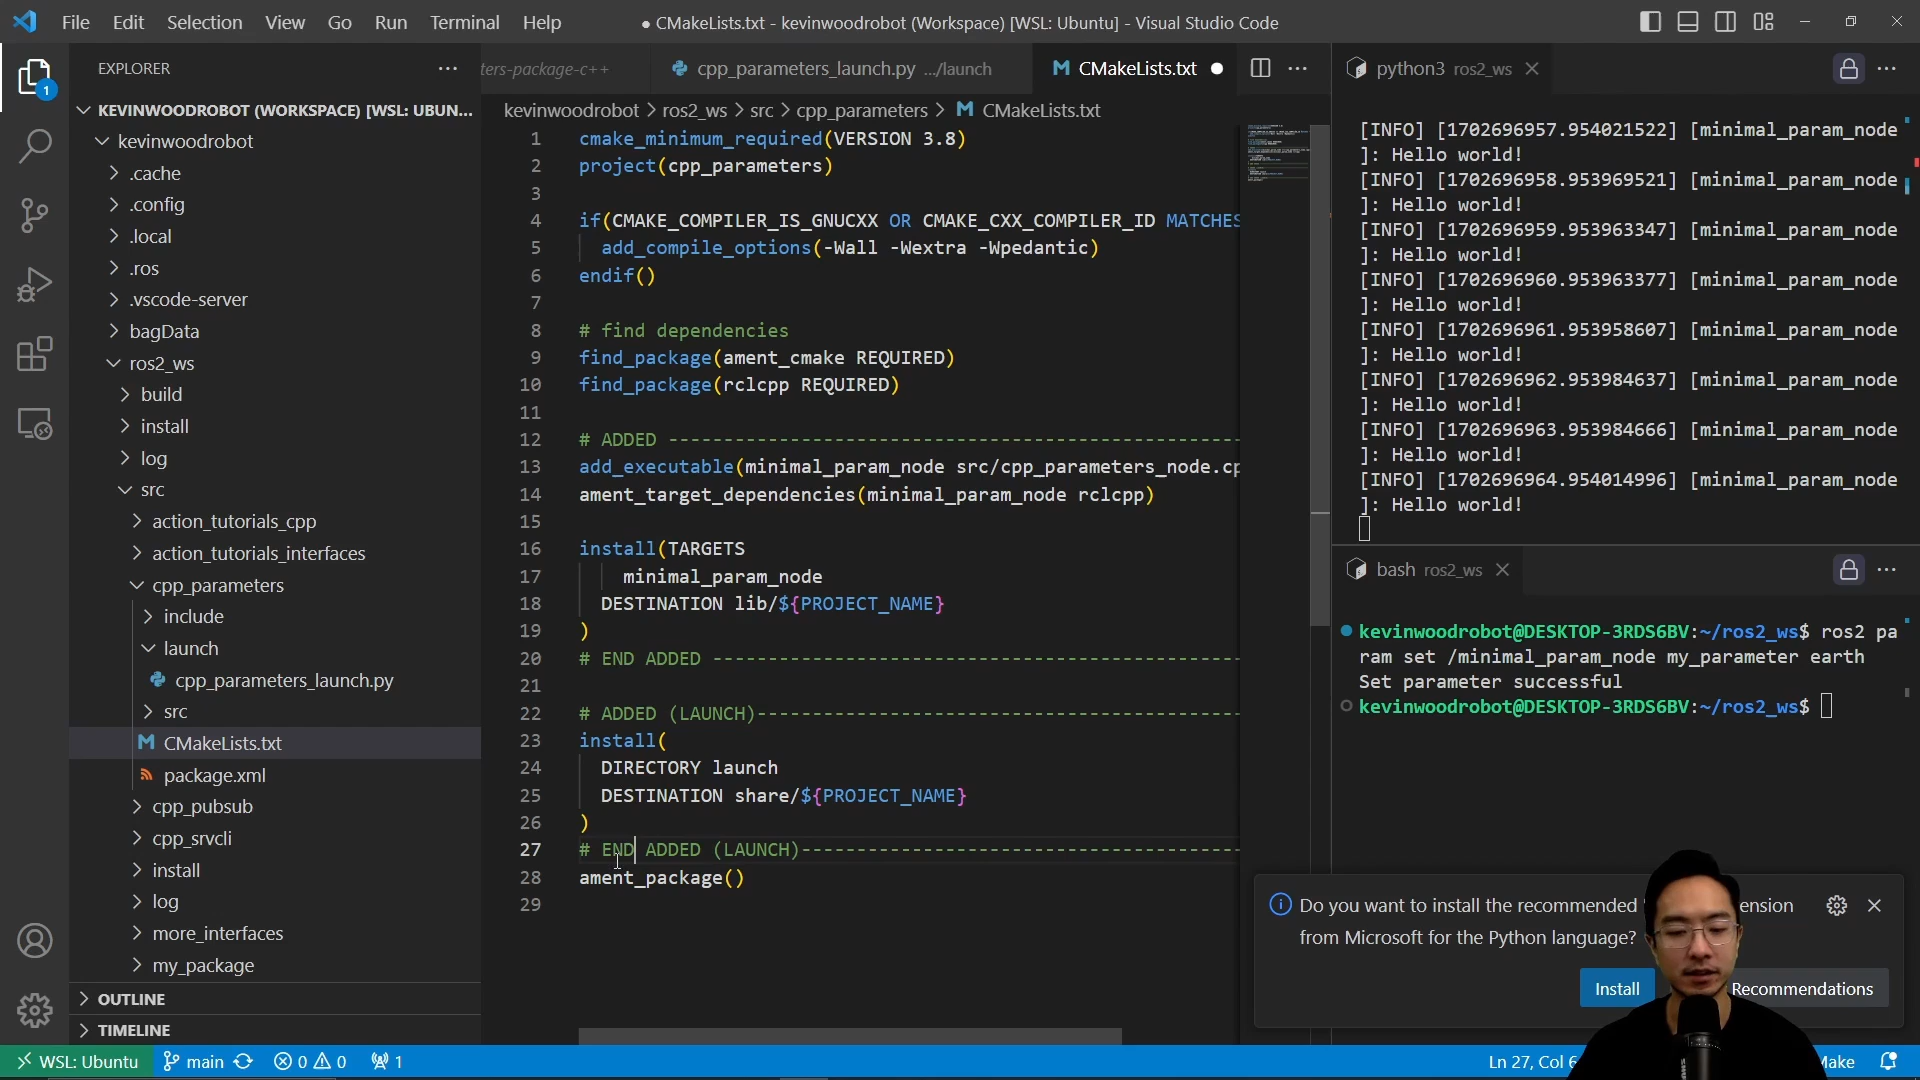 File Edit Selection View Go Run Terminal Help
● CMakeLists.txt - kevinwoodrobot (Workspace) [WSL: Ubuntu] - Visual Studio Code
1
EXPLORER
KEVINWOODROBOT (WORKSPACE) [WSL: UBUN...
kevinwoodrobot
.cache
.config
.local
.ros
.vscode-server
bagData
ros2_ws
build
install
log
src
action_tutorials_cpp
action_tutorials_interfaces
cpp_parameters
include
launch
cpp_parameters_launch.py
src
CMakeLists.txt
package.xml
cpp_pubsub
cpp_srvcli
install
log
more_interfaces
my_package
OUTLINE
TIMELINE
ters-package-c++
cpp_parameters_launch.py .../launch
CMakeLists.txt
kevinwoodrobot > ros2_ws > src > cpp_parameters > CMakeLists.txt
1 cmake_minimum_required(VERSION 3.8)
2 project(cpp_parameters)
3
4 if(CMAKE_COMPILER_IS_GNUCXX OR CMAKE_CXX_COMPILER_ID MATCHES
5 add_compile_options(-Wall -Wextra -Wpedantic)
6 endif()
7
8 # find dependencies
9 find_package(ament_cmake REQUIRED)
10 find_package(rclcpp REQUIRED)
11
12 # ADDED ----------------------------------------------------
13 add_executable(minimal_param_node src/cpp_parameters_node.cp
14 ament_target_dependencies(minimal_param_node rclcpp)
15
16 install(TARGETS
17 minimal_param_node
18 DESTINATION lib/${PROJECT_NAME}
19 )
20 # END ADDED ------------------------------------------------
21
22 # ADDED (LAUNCH)--------------------------------------------
23 install(
24 DIRECTORY launch
25 DESTINATION share/${PROJECT_NAME}
26 )
27 # END ADDED (LAUNCH)----------------------------------------
28 ament_package()
29
python3 ros2_ws
[INFO] [1702696957.954021522] [minimal_param_node
]: Hello world!
[INFO] [1702696958.953969521] [minimal_param_node
]: Hello world!
[INFO] [1702696959.953963347] [minimal_param_node
]: Hello world!
[INFO] [1702696960.953963377] [minimal_param_node
]: Hello world!
[INFO] [1702696961.953958607] [minimal_param_node
]: Hello world!
[INFO] [1702696962.953984637] [minimal_param_node
]: Hello world!
[INFO] [1702696963.953984666] [minimal_param_node
]: Hello world!
[INFO] [1702696964.954014996] [minimal_param_node
]: Hello world!
bash ros2_ws
kevinwoodrobot@DESKTOP-3RDS6BV:~/ros2_ws$ ros2 pa
ram set /minimal_param_node my_parameter earth
Set parameter successful
kevinwoodrobot@DESKTOP-3RDS6BV:~/ros2_ws$
Do you want to install the recommended ension
from Microsoft for the Python language?
Install Recommendations
WSL: Ubuntu main 0 0 1
Ln 27, Col 6 Make